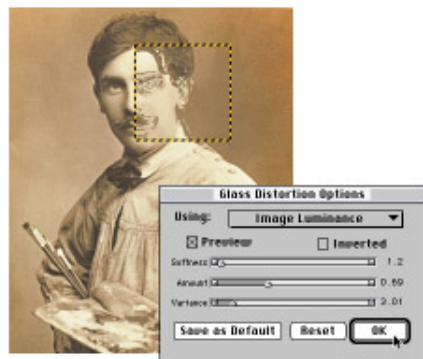 Glass Distortion Options
Using: Image Luminance
Preview Inverted
Softness 1.2
Amount 0.69
Variance 3.01
Save as Default Reset OK